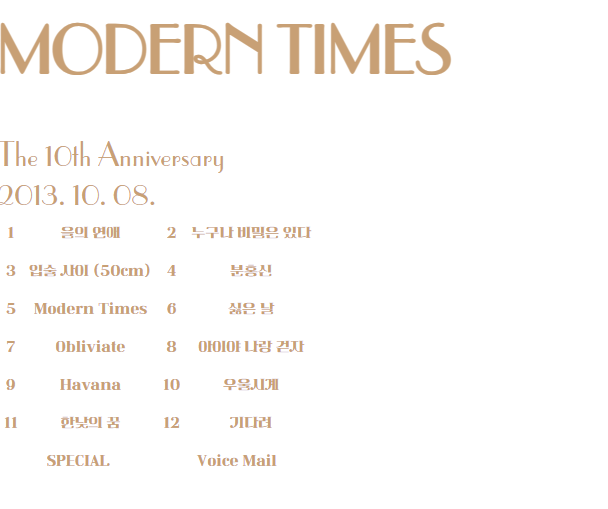 MODERN TIMES
The 10th Anniversary
2013. 10. 08.
1 을의 연애 2 누구나 비밀은 있다
3 입술 사이 (50cm) 4 분홍신
5 Modern Times 6 싫은 날
7 Obliviate 8 아이야 나랑 걷자
9 Havana 10 우울시계
11 한낮의 꿈 12 기다려
SPECIAL Voice Mail